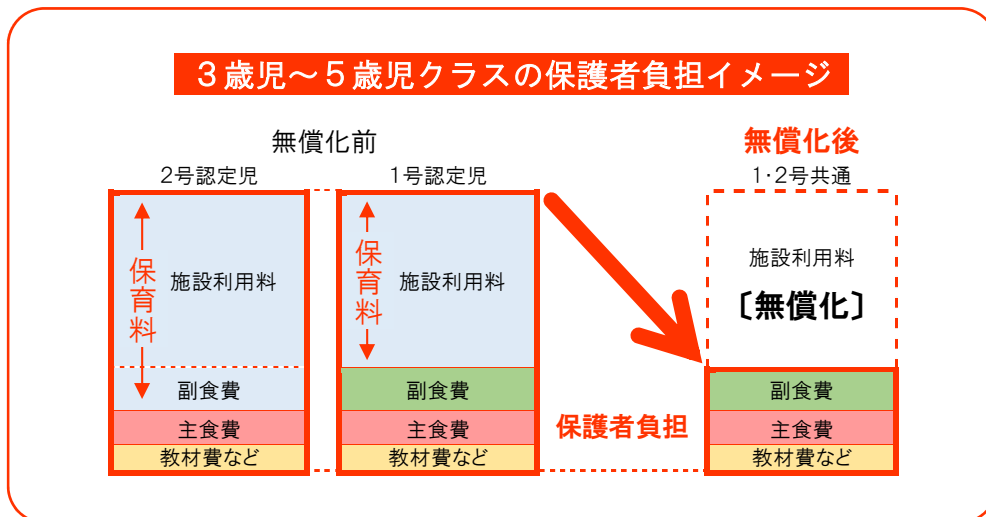 3歳児～5歳児クラスの保護者負担イメージ
無償化前
2号認定児
保育料
施設利用料
副食費
主食費
教材費など
1号認定児
保育料
施設利用料
副食費
主食費
教材費など
保護者負担
無償化後
1・2号共通
施設利用料
〔無償化〕
副食費
主食費
教材費など